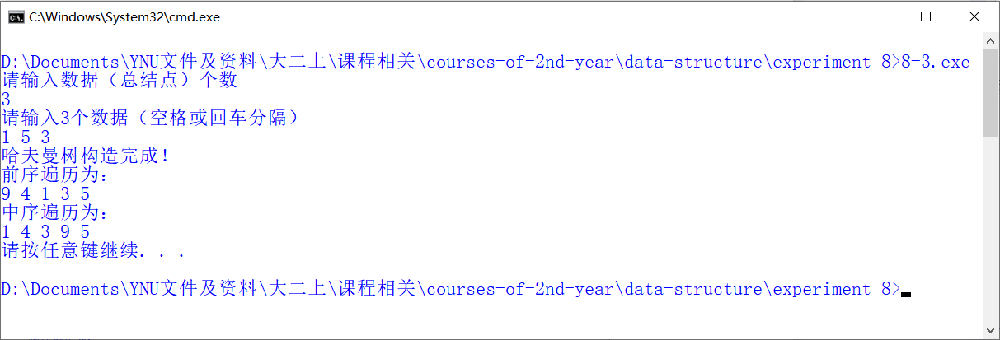 C:\Windows\System32\cmd.exe
D:\Documents\YNU文件及资料\大二上\课程相关\courses-of-2nd-year\data-structure\experiment 8>8-3.exe
请输入数据（总结点）个数
3
请输入3个数据（空格或回车分隔）
1 5 3
哈夫曼树构造完成！
前序遍历为：
9 4 1 3 5
中序遍历为：
1 4 3 9 5
请按任意键继续. . .
D:\Documents\YNU文件及资料\大二上\课程相关\courses-of-2nd-year\data-structure\experiment 8>